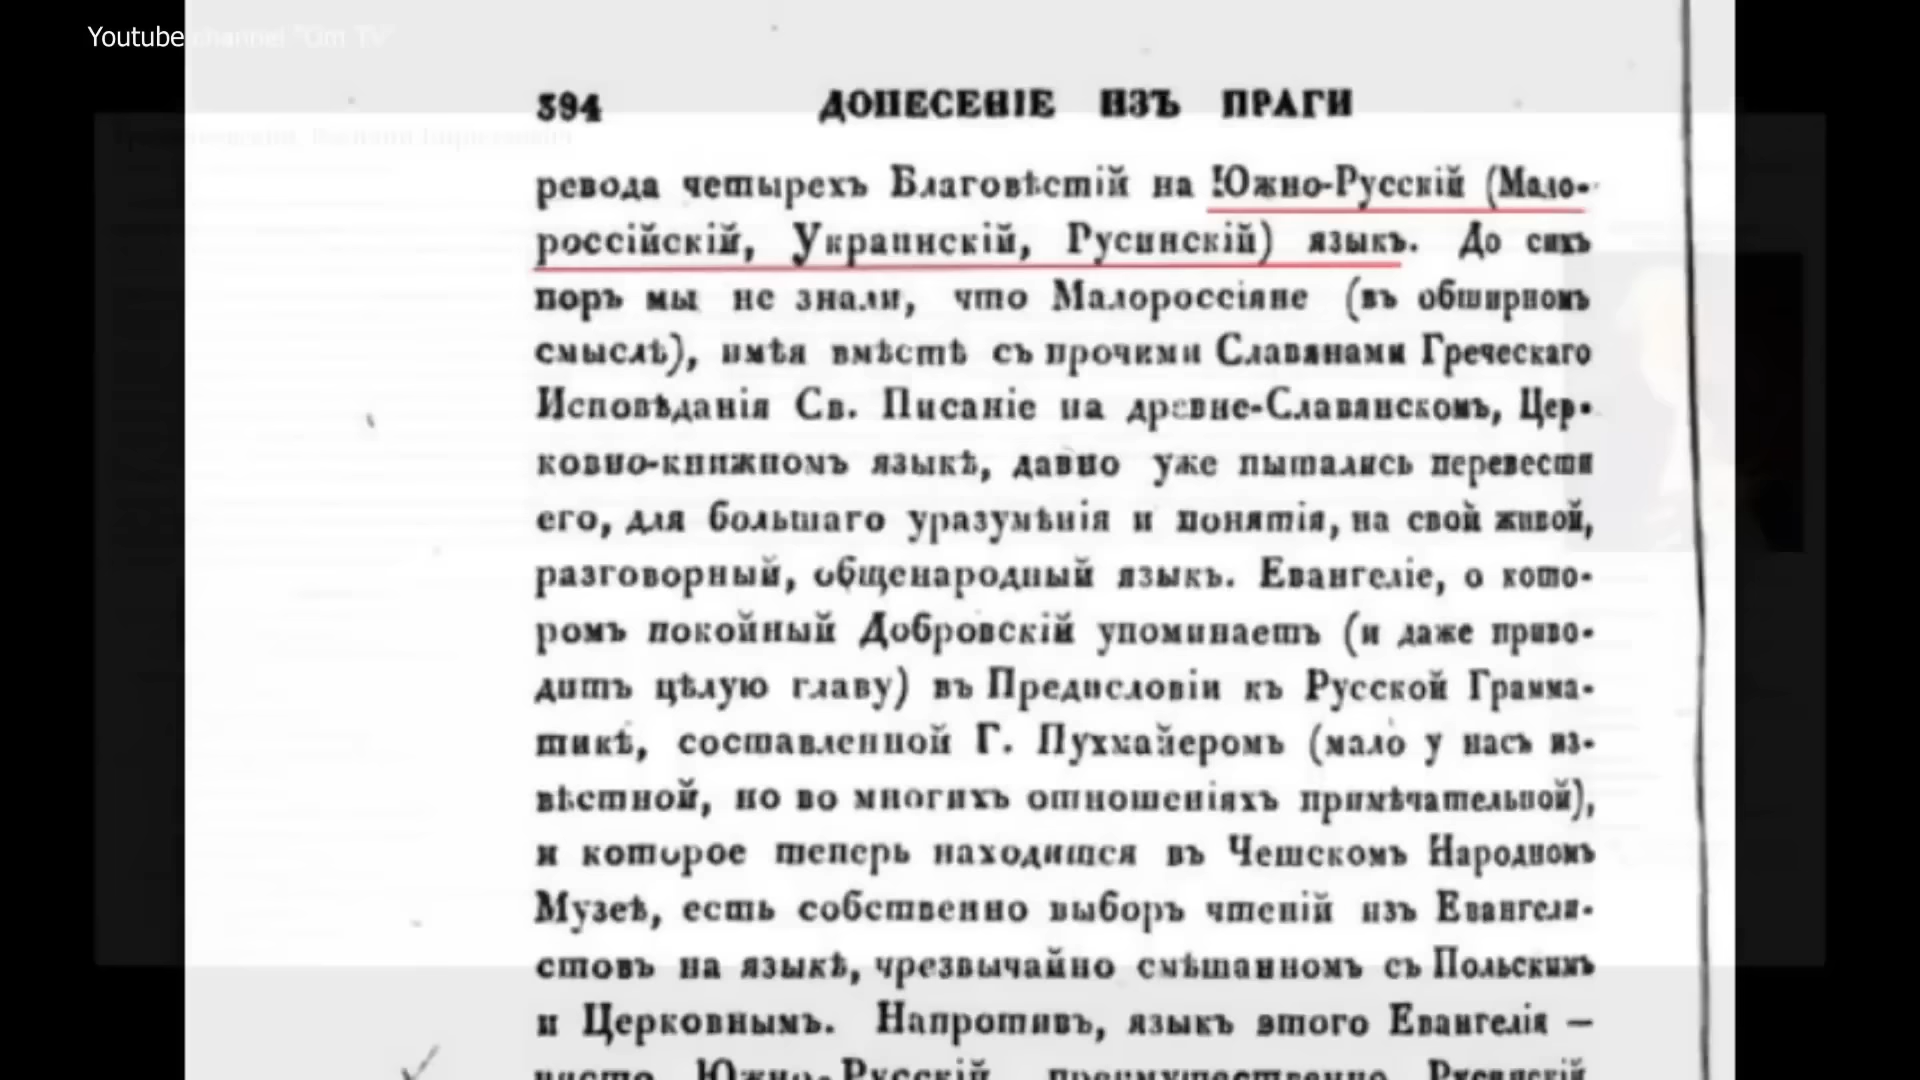 Youtube channel "Om TV"
394 ДОНЕСЕНІЕ ИЗЪ ПРАГИ
ревода четырехъ Благовѣстій на Южно-Русскій (Мало-
россійскій, Украинскій, Русинскій) языкъ. До сихъ
поръ мы не знали, что Малороссіяне (въ обширномъ
смыслѣ), имѣя вмѣстѣ съ прочими Славянами Греческаго
Исповѣданія Св. Писаніе на древне-Славянскомъ, Цер-
ковно-книжномъ языкѣ, давно уже пытались перевести
его, для большаго уразумѣнія и понятія, на свой живой,
разговорный, общенародный языкъ. Евангеліе, о кото-
ромъ покойный Добровскій упоминаетъ (и даже приво-
дитъ цѣлую главу) въ Предисловіи къ Русской Грамма-
тикѣ, составленной Г. Пухмайеромъ (мало у насъ из-
вѣстной, но во многихъ отношеніяхъ примѣчательной),
и которое теперь находится въ Чешскомъ Народномъ
Музеѣ, есть собственно выборъ чтеній изъ Евангели-
стовъ на языкѣ, чрезвычайно смѣшанномъ съ Польскимъ
и Церковнымъ. Напротивъ, языкъ этого Евангелія —
чисто Южно-Русскій, преимущественно